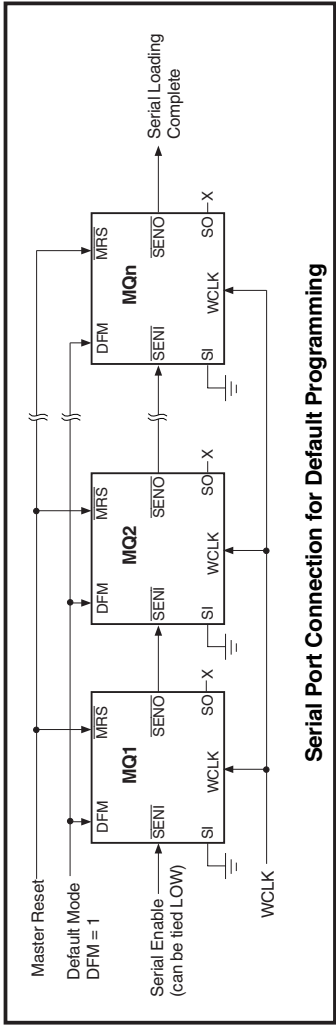 Master Reset
Default Mode
DFM = 1
DFM
MRS
MQ1
SENI
SENO
SI
WCLK
SO
X
DFM
MRS
MQ2
SENI
SENO
SI
WCLK
SO
X
DFM
MRS
MQn
SENI
SENO
SI
WCLK
SO
X
Serial Enable
(can be tied LOW)
Serial Loading
Complete
WCLK
Serial Port Connection for Default Programming